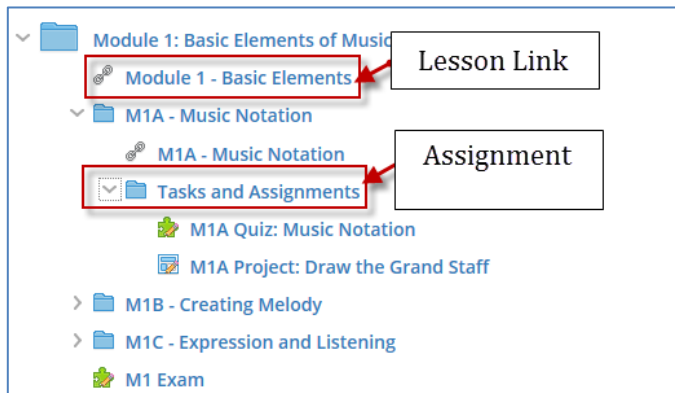 Module 1: Basic Elements of Music
Lesson Link
Module 1 - Basic Elements
M1A - Music Notation
M1A - Music Notation
Assignment
Tasks and Assignments
M1A Quiz: Music Notation
M1A Project: Draw the Grand Staff
M1B - Creating Melody
M1C - Expression and Listening
M1 Exam